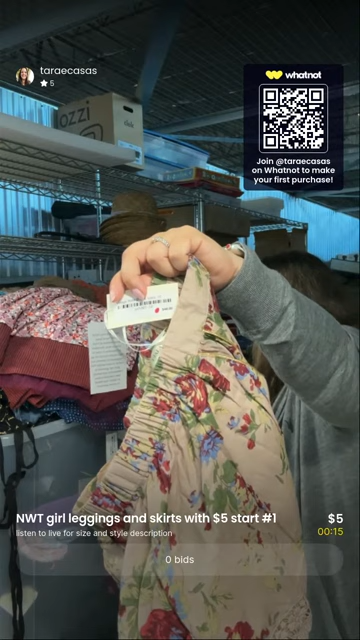 taraecasas
5
whatnot
Join @taraecasas
on Whatnot to make
your first purchase!
ozzi
NWT girl leggings and skirts with $5 start #1
$5
listen to live for size and style description
00:15
0 bids